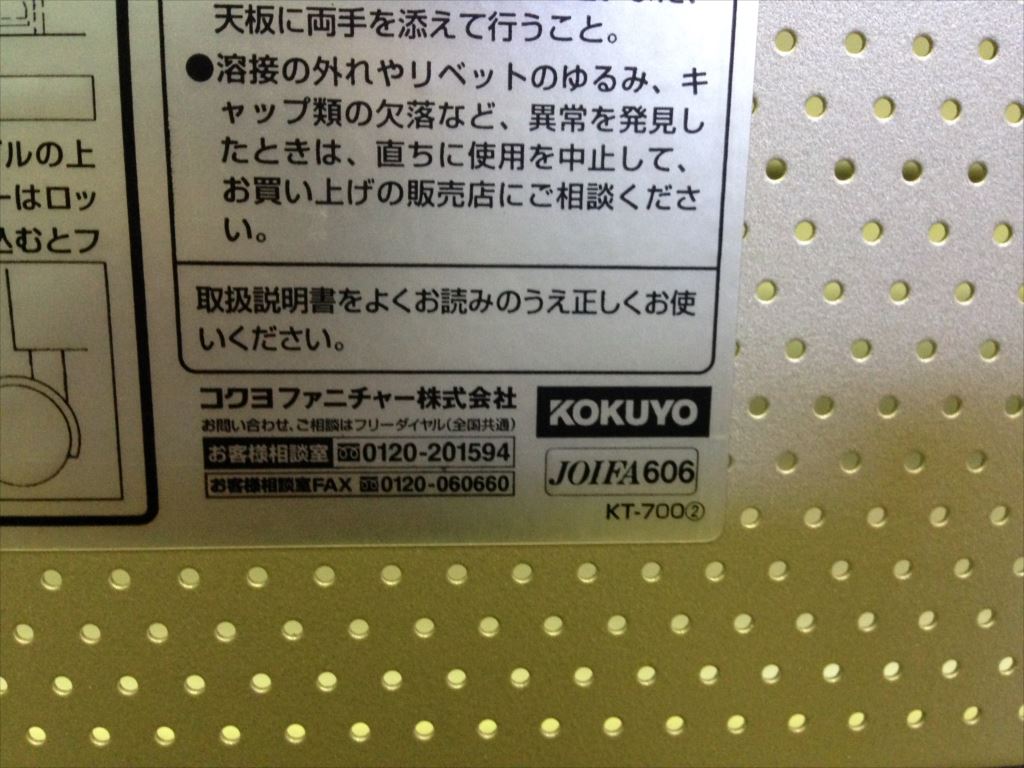 天板に両手を添えて行うこと。
●溶接の外れやリベットのゆるみ、キ
ャップ類の欠落など、異常を発見し
たときは、直ちに使用を中止して、
お買い上げの販売店にご相談くださ
い。
ルの上
ーはロッ
込むとフ
取扱説明書をよくお読みのうえ正しくお使
いください。
コクヨファニチャー株式会社
お問い合わせ、ご相談はフリーダイヤル(全国共通)
お客様相談室 0120-201594
お客様相談室FAX 0120-060660
KOKUYO
JOIFA606
KT-700②